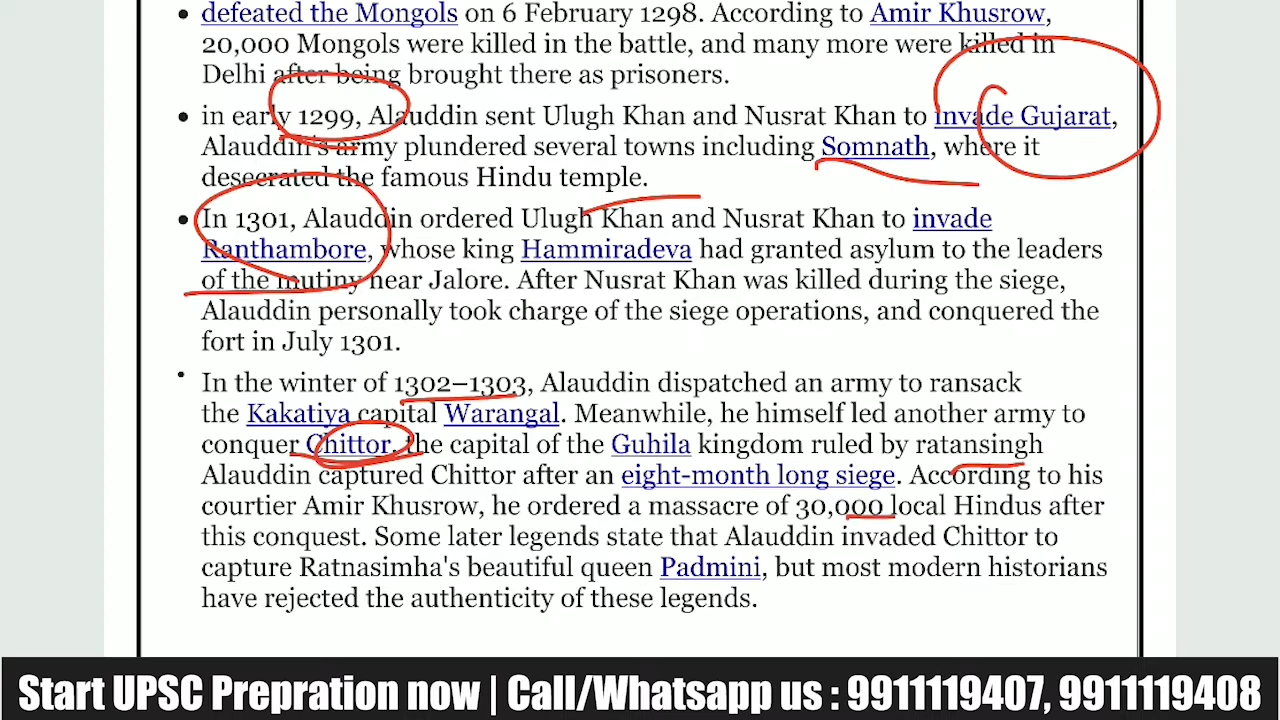 • defeated the Mongols on 6 February 1298. According to Amir Khusrow,
20,000 Mongols were killed in the battle, and many more were killed in
Delhi after being brought there as prisoners.
• in early 1299, Alauddin sent Ulugh Khan and Nusrat Khan to invade Gujarat,
Alauddin's army plundered several towns including Somnath, where it
desecrated the famous Hindu temple.
• In 1301, Alauddin ordered Ulugh Khan and Nusrat Khan to invade
Ranthambore, whose king Hammiradeva had granted asylum to the leaders
of the mutiny near Jalore. After Nusrat Khan was killed during the siege,
Alauddin personally took charge of the siege operations, and conquered the
fort in July 1301.
• In the winter of 1302–1303, Alauddin dispatched an army to ransack
the Kakatiya capital Warangal. Meanwhile, he himself led another army to
conquer Chittor, the capital of the Guhila kingdom ruled by ratansingh
Alauddin captured Chittor after an eight-month long siege. According to his
courtier Amir Khusrow, he ordered a massacre of 30,000 local Hindus after
this conquest. Some later legends state that Alauddin invaded Chittor to
capture Ratnasimha's beautiful queen Padmini, but most modern historians
have rejected the authenticity of these legends.
Start UPSC Prepration now | Call/Whatsapp us : 9911119407, 9911119408